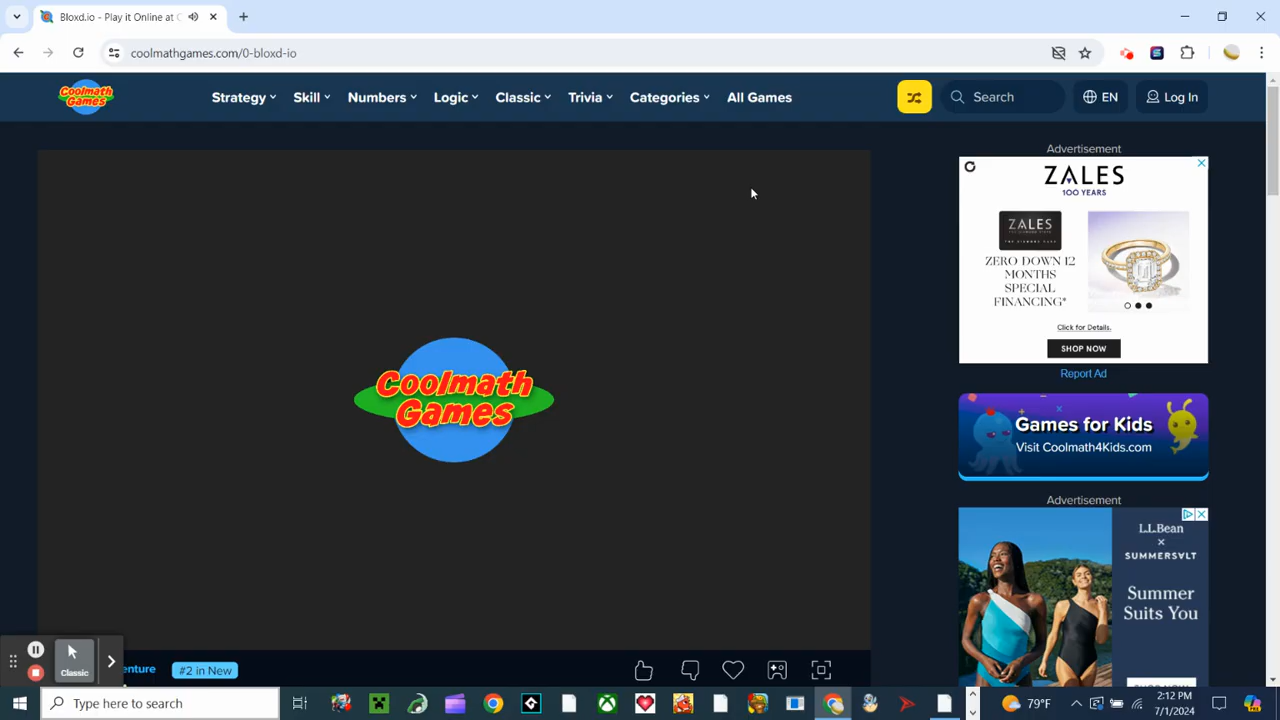 Bloxd.io - Play it Online at C
coolmathgames.com/0-bloxd-io
Coolmath Games
Strategy
Skill
Numbers
Logic
Classic
Trivia
Categories
All Games
Search
EN
Log In
Advertisement
ZALES
100 YEARS
ZALES
ZERO DOWN 12
MONTHS
SPECIAL
FINANCING*
Click for Details.
SHOP NOW
Report Ad
Coolmath
Games
Games for Kids
Visit Coolmath4Kids.com
Advertisement
L.L.Bean
X
SUMMERSALT
Summer
Suits You
Classic
enture
#2 in New
Type here to search
79°F
2:12 PM
7/1/2024